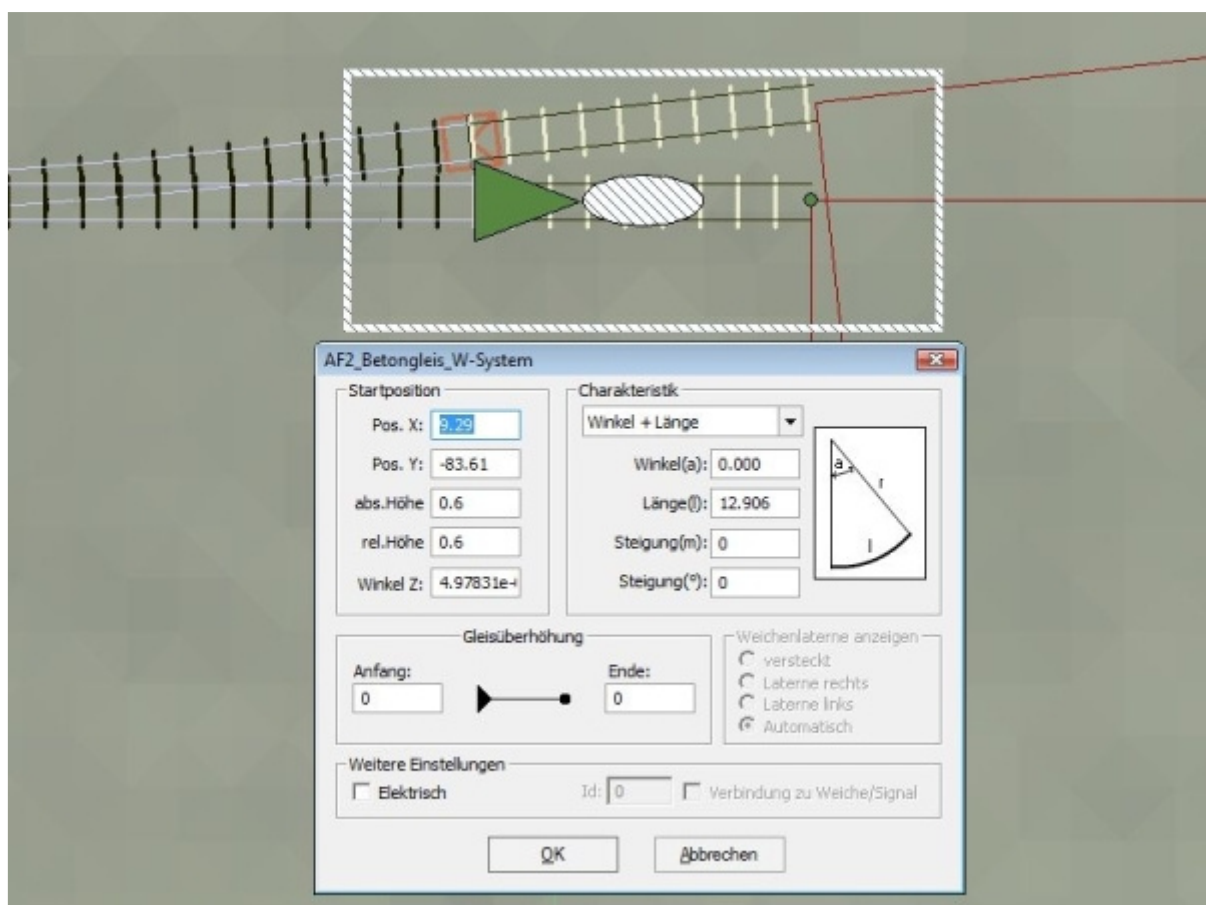 AF2_Betongleis_W-System
Startposition
Pos. X: 9.29
Pos. Y: -83.61
abs.Höhe 0.6
rel.Höhe 0.6
Winkel Z: 4.97831e-
Charakteristik
Winkel + Länge
Winkel(a): 0.000
Länge(l): 12.906
Steigung(m): 0
Steigung(°): 0
a
r
l
Gleisüberhöhung
Anfang:
0
Ende:
0
Weichenlaterne anzeigen
versteckt
Laterne rechts
Laterne links
Automatisch
Weitere Einstellungen
Elektrisch
Id: 0
Verbindung zu Weiche/Signal
OK
Abbrechen